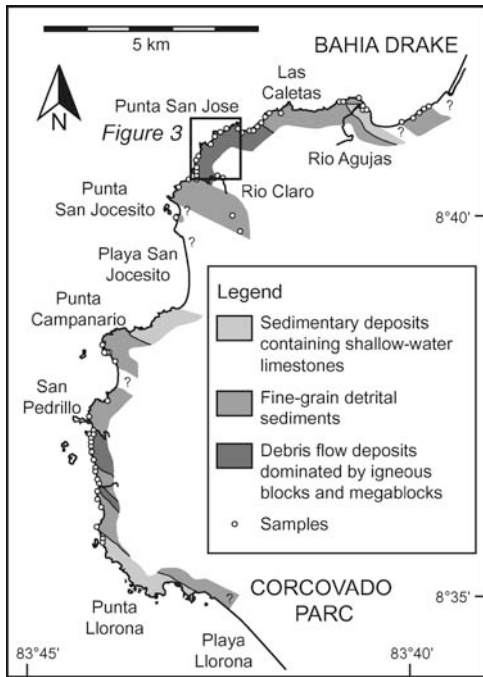 5 km
BAHIA DRAKE
Las
Caletas
Punta San Jose
Figure 3
N
?
?
Rio Agujas
Punta
San Jocesito
Rio Claro
?
?
8°40'
Playa San
Jocesito
Punta
Campanario
?
San
Pedrillo
Legend
Sedimentary deposits
containing shallow-water
limestones
Fine-grain detrital
sediments
Debris flow deposits
dominated by igneous
blocks and megablocks
Samples
?
CORCOVADO
PARC
8°35'
Punta
Llorona
Playa
Llorona
83°45'
83°40'